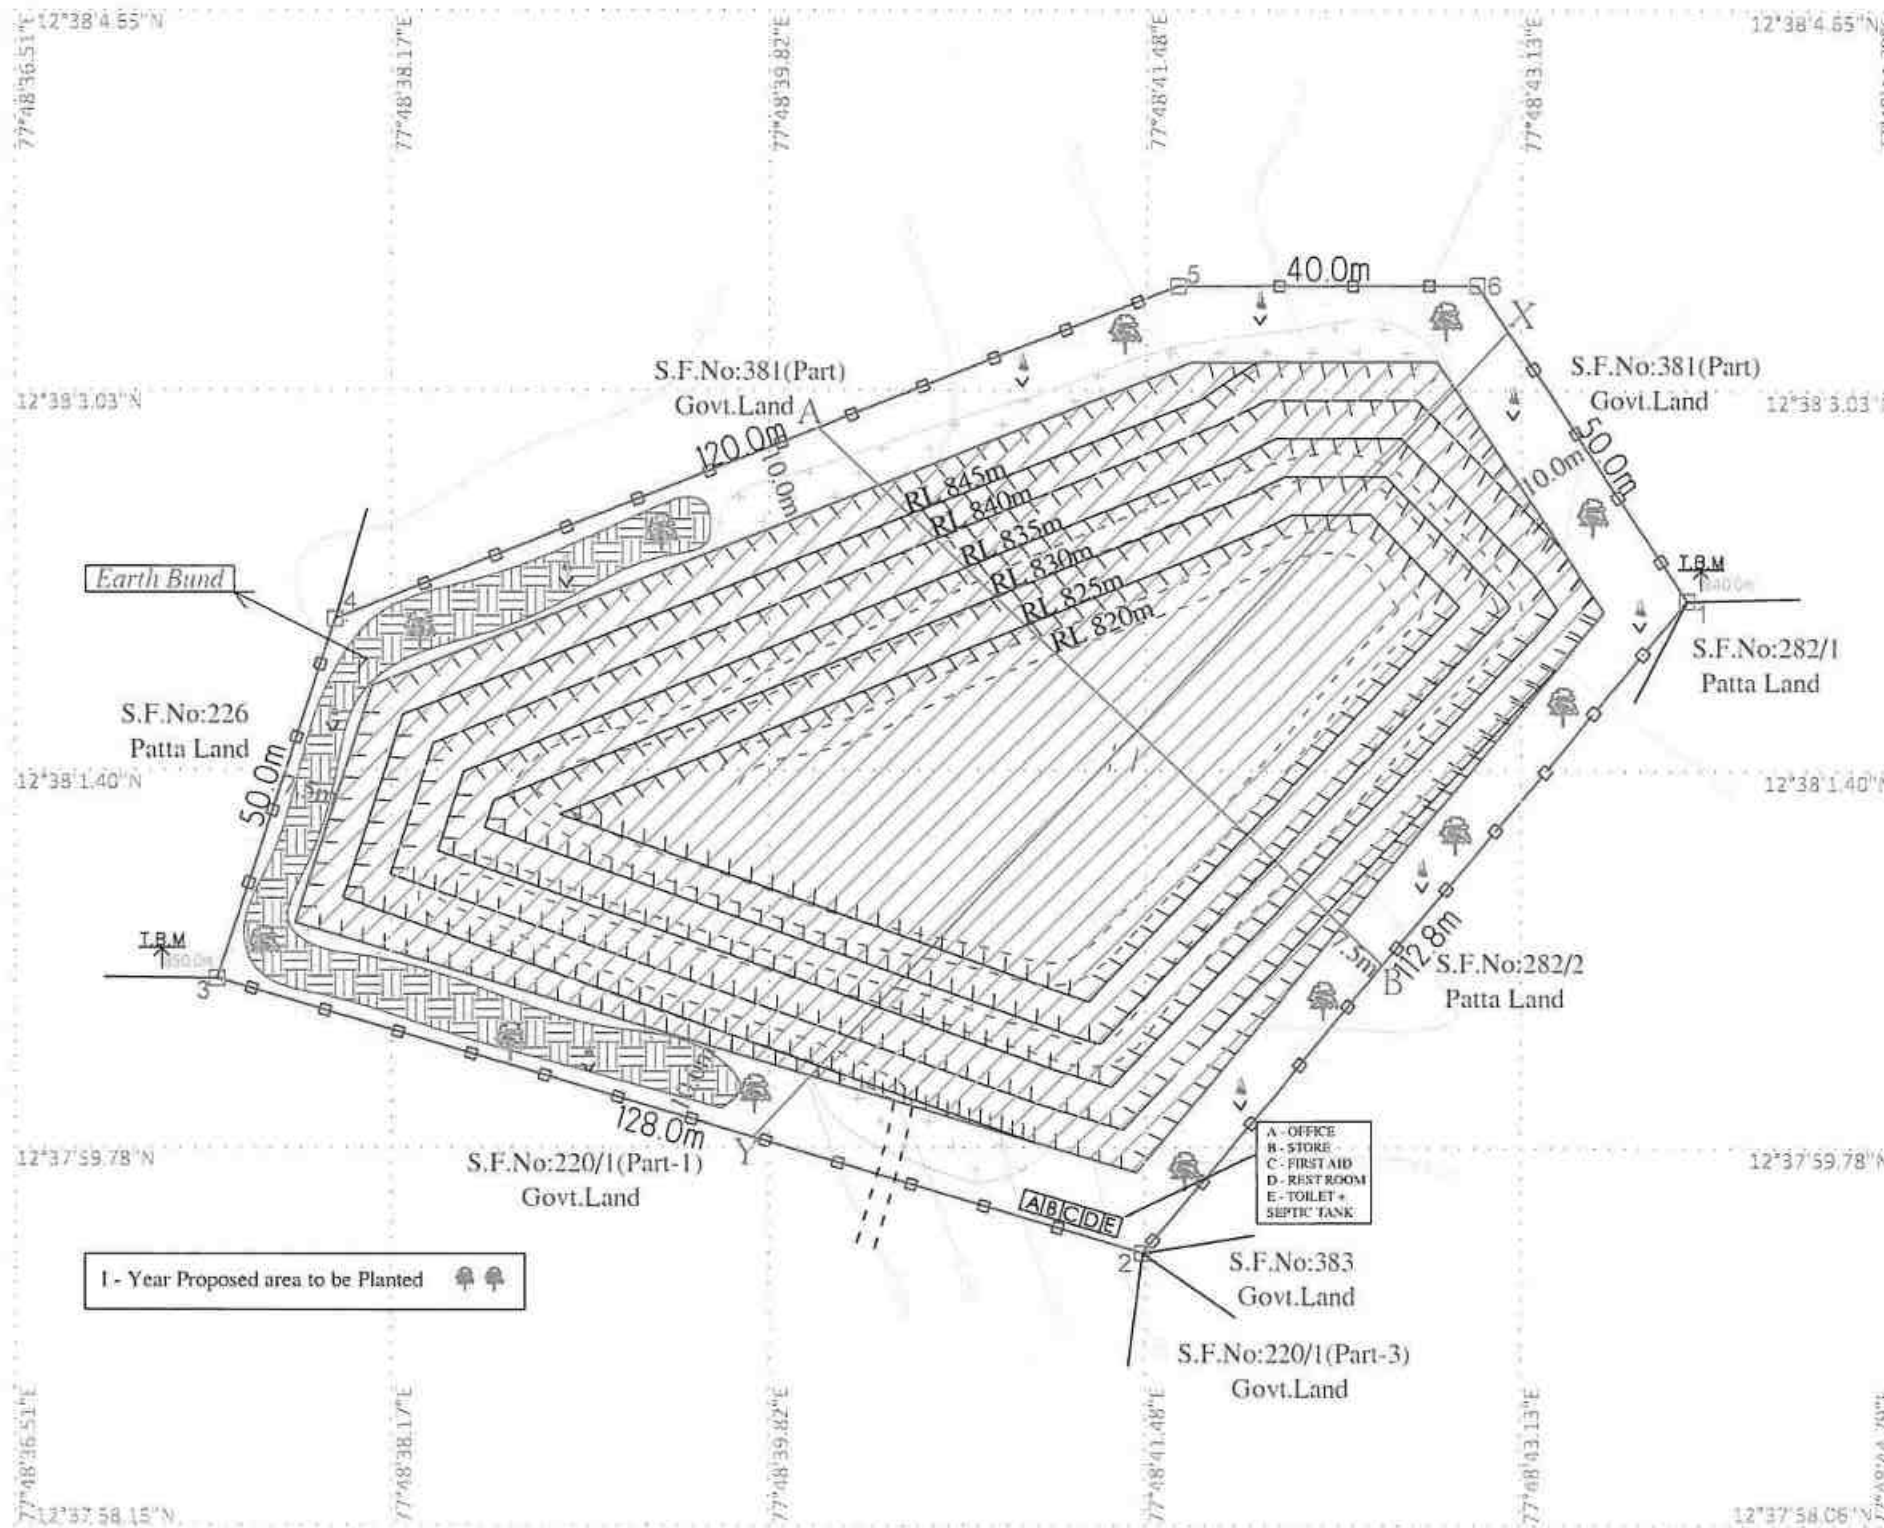 12°38'4.65"N
12°38'4.65"N
77°48'36.51"E
77°48'38.17"E
77°48'39.82"E
77°48'41.48"E
77°48'43.13"E
5
40.0m
6
X
S.F.No:381(Part)
Govt.Land
A
S.F.No:381(Part)
Govt.Land
12°38'3.03"N
12°38'3.03"N
120.0m
10.0m
50.0m
10.0m
RL 845m
RL 840m
RL 835m
RL 830m
RL 825m
RL 820m
Earth Bund
4
T.B.M
840.0m
1
S.F.No:282/1
Patta Land
S.F.No:226
Patta Land
50.0m
7.5m
12°38'1.40"N
12°38'1.40"N
T.B.M
850.0m
3
7.5m
B
112.8m
S.F.No:282/2
Patta Land
128.0m
Y
12°37'59.78"N
12°37'59.78"N
S.F.No:220/1(Part-1)
Govt.Land
A - OFFICE
B - STORE
C - FIRST AID
D - REST ROOM
E - TOILET +
SEPTIC TANK
A B C D E
2
S.F.No:383
Govt.Land
I - Year Proposed area to be Planted
S.F.No:220/1(Part-3)
Govt.Land
77°48'36.51"E
77°48'38.17"E
77°48'39.82"E
77°48'41.48"E
77°48'43.13"E
12°37'58.15"N
12°37'58.06"N